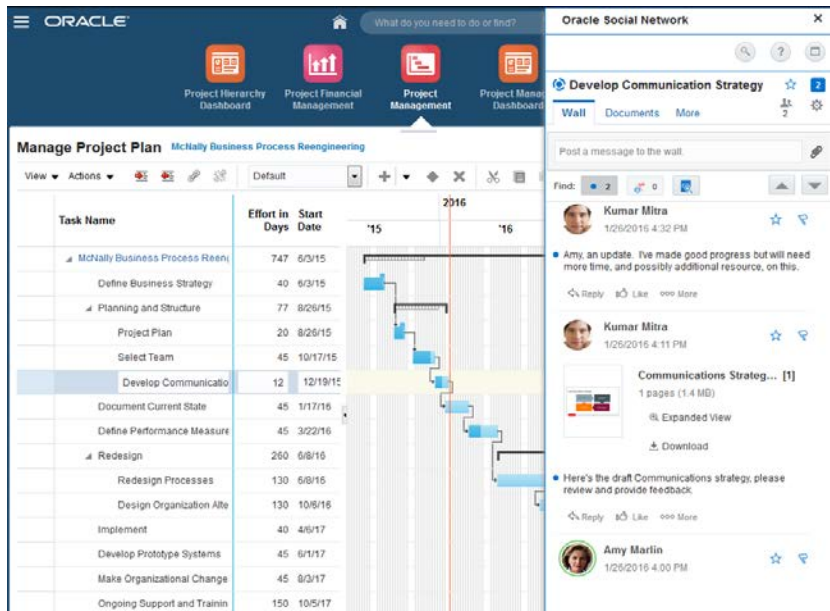 ORACLE
What do you need to do or find?
Project Hierarchy
Dashboard
Project Financial
Management
Project
Management
Project Mana
Dashboard
Manage Project Plan McNally Business Process Reengineering
View Actions Default
Task Name
Effort in
Days
Start
Date
2016
'15 '16
McNally Business Process Reen 747 6/3/15
Define Business Strategy 40 6/3/15
Planning and Structure 77 8/26/15
Project Plan 20 8/26/15
Select Team 45 10/17/15
Develop Communicatio 12 12/19/15
Document Current State 45 1/17/16
Define Performance Measure 45 3/22/16
Redesign 260 6/8/16
Redesign Processes 130 6/8/16
Design Organization Alte 130 10/6/16
Implement 40 4/6/17
Develop Prototype Systems 45 6/1/17
Make Organizational Change 45 8/3/17
Ongoing Support and Trainin 150 10/5/17
Oracle Social Network
Develop Communication Strategy 2
Wall Documents More 2
Post a message to the wall.
Find: 2 0
Kumar Mitra
1/26/2016 4:32 PM
Amy, an update. I've made good progress but will need
more time, and possibly additional resource, on this.
Reply Like More
Kumar Mitra
1/26/2016 4:11 PM
Communications Strateg... [1]
1 pages (1.4 MB)
Expanded View
Download
Here's the draft Communications strategy, please
review and provide feedback.
Reply Like More
Amy Marlin
1/26/2016 4:00 PM